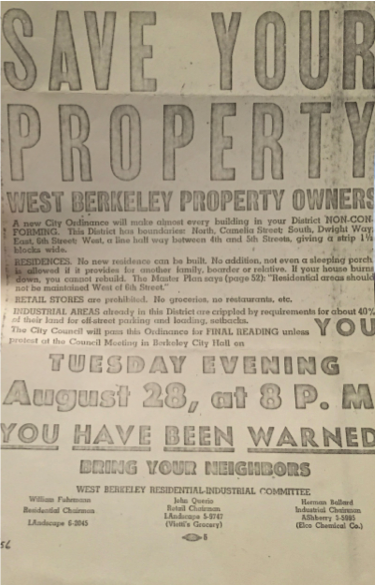 SAVE YOUR
PROPERTY
WEST BERKELEY PROPERTY OWNERS
A new City Ordinance will make almost every building in your District NON-CON-
FORMING. This District has boundaries: North, Camelia Street; South, Dwight Way;
East, 6th Street; West, a line half way between 4th and 5th Streets, giving a strip 1½
blocks wide.
RESIDENCES. No new residence can be built. No addition, not even a sleeping porch
is allowed if it provides for another family, boarder or relative. If your house burns
down, you cannot rebuild. The Master Plan says (page 52): "Residential areas should
not be maintained West of 6th Street."
RETAIL STORES are prohibited. No groceries, no restaurants, etc.
INDUSTRIAL AREAS already in this District are crippled by requirements for about 40%
of their land for off-street parking and loading, setbacks.
The City Council will pass this Ordinance for FINAL READING unless YOU
protest at the Council Meeting in Berkeley City Hall on
TUESDAY EVENING
August 28, at 8 P. M
YOU HAVE BEEN WARNED
BRING YOUR NEIGHBORS
WEST BERKELEY RESIDENTIAL-INDUSTRIAL COMMITTEE
William Fuhrmann
Residential Chairman
LAndscape 5-2045
John
Retail Chairman
LAndscape 5-9747
(Vietti's Grocery)
Herman Ballard
Industrial Chairman
AShberry 3-5085
(Elco Chemical Co.)
56